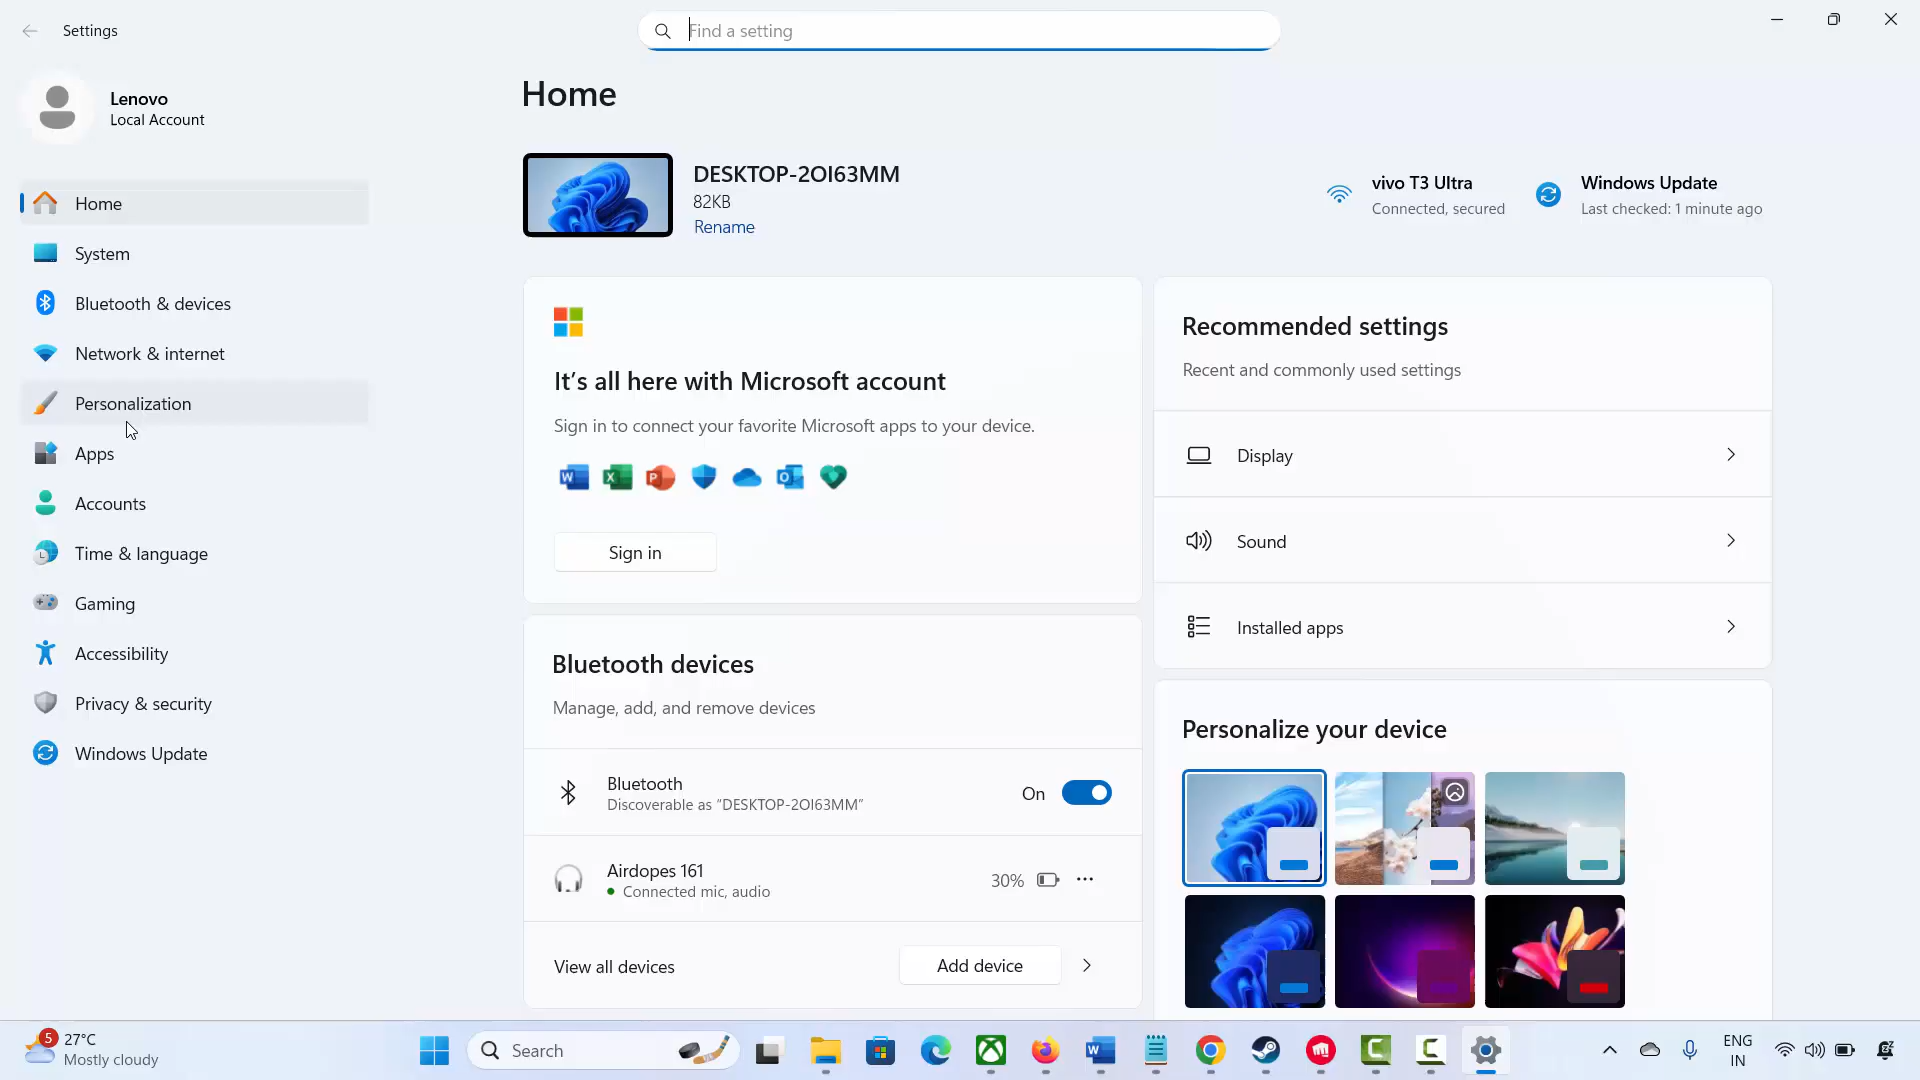 Settings
Find a setting
Lenovo
Local Account
Home
System
Bluetooth & devices
Network & internet
Personalization
Apps
Accounts
Time & language
Gaming
Accessibility
Privacy & security
Windows Update
Home
DESKTOP-2OI63MM
82KB
Rename
vivo T3 Ultra
Connected, secured
Windows Update
Last checked: 1 minute ago
It's all here with Microsoft account
Sign in to connect your favorite Microsoft apps to your device.
Sign in
Bluetooth devices
Manage, add, and remove devices
Bluetooth
Discoverable as "DESKTOP-2OI63MM"
On
Airdopes 161
Connected mic, audio
30%
View all devices
Add device
Recommended settings
Recent and commonly used settings
Display
Sound
Installed apps
Personalize your device
5
27°C
Mostly cloudy
Search
ENG
IN